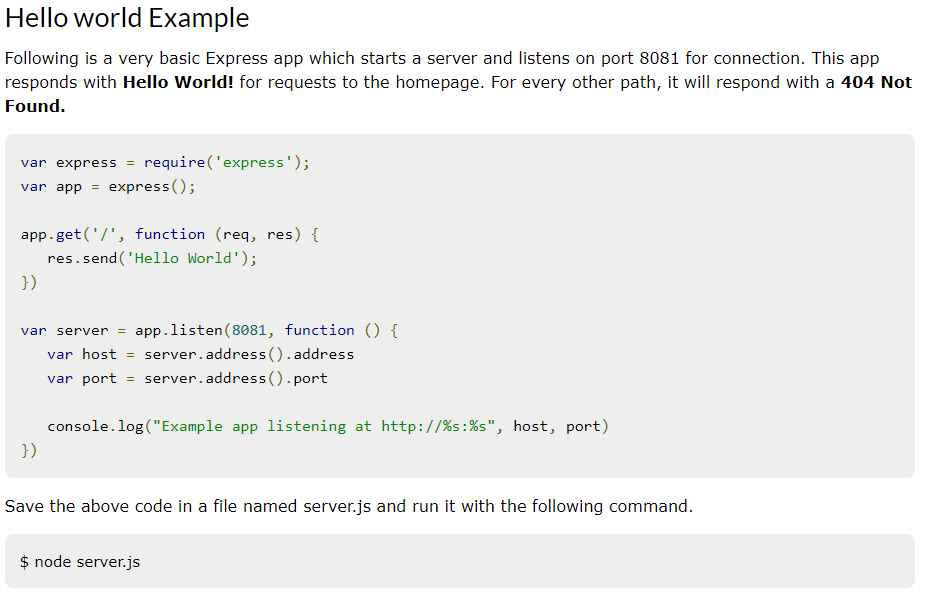 Hello world Example
Following is a very basic Express app which starts a server and listens on port 8081 for connection. This app
responds with Hello World! for requests to the homepage. For every other path, it will respond with a 404 Not
Found.
var express = require('express');
var app = express();
app.get('/', function (req, res) {
   res.send('Hello World');
})
var server = app.listen(8081, function () {
   var host = server.address().address
   var port = server.address().port
   console.log("Example app listening at http://%s:%s", host, port)
})
Save the above code in a file named server.js and run it with the following command.
$ node server.js